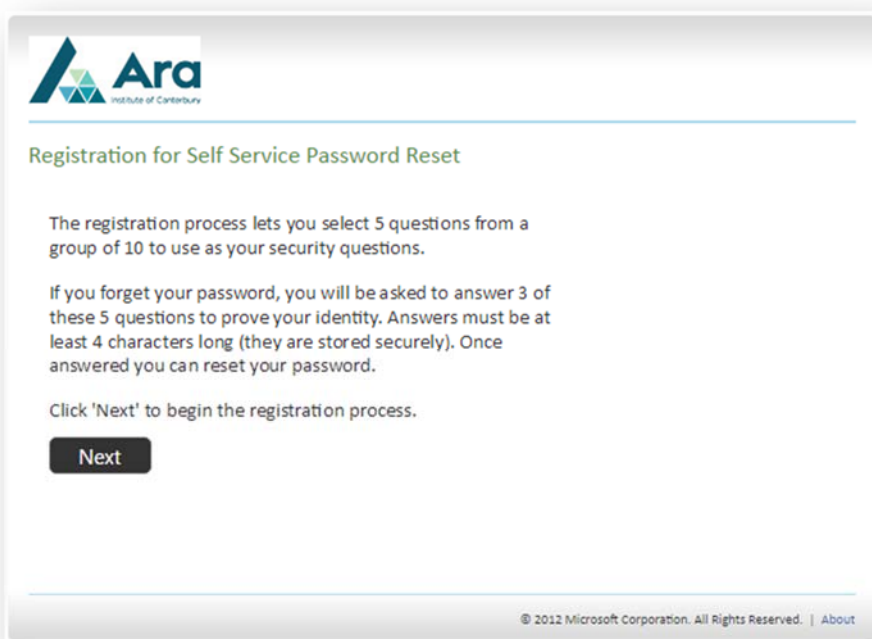 Ara
Institute of Canterbury
Registration for Self Service Password Reset
The registration process lets you select 5 questions from a
group of 10 to use as your security questions.
If you forget your password, you will be asked to answer 3 of
these 5 questions to prove your identity. Answers must be at
least 4 characters long (they are stored securely). Once
answered you can reset your password.
Click 'Next' to begin the registration process.
Next
© 2012 Microsoft Corporation. All Rights Reserved. | About